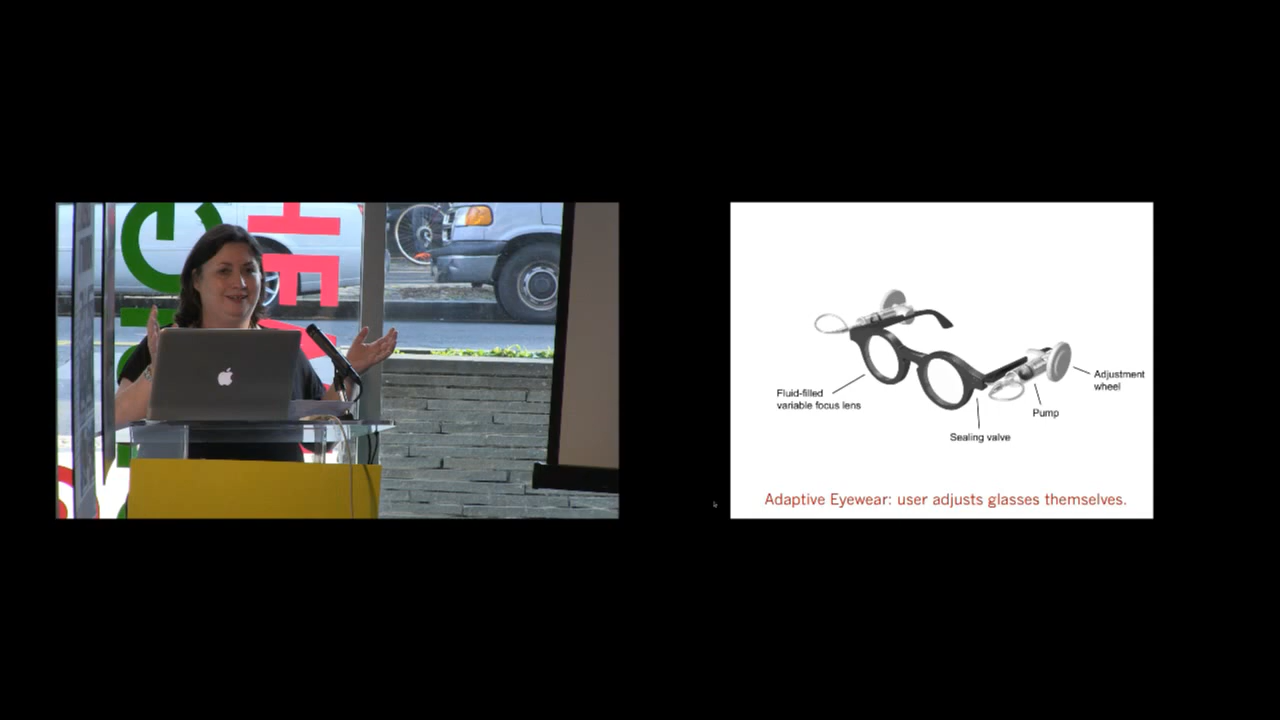 Fluid-filled
variable focus lens
Sealing valve
Pump
Adjustment
wheel
Adaptive Eyewear: user adjusts glasses themselves.